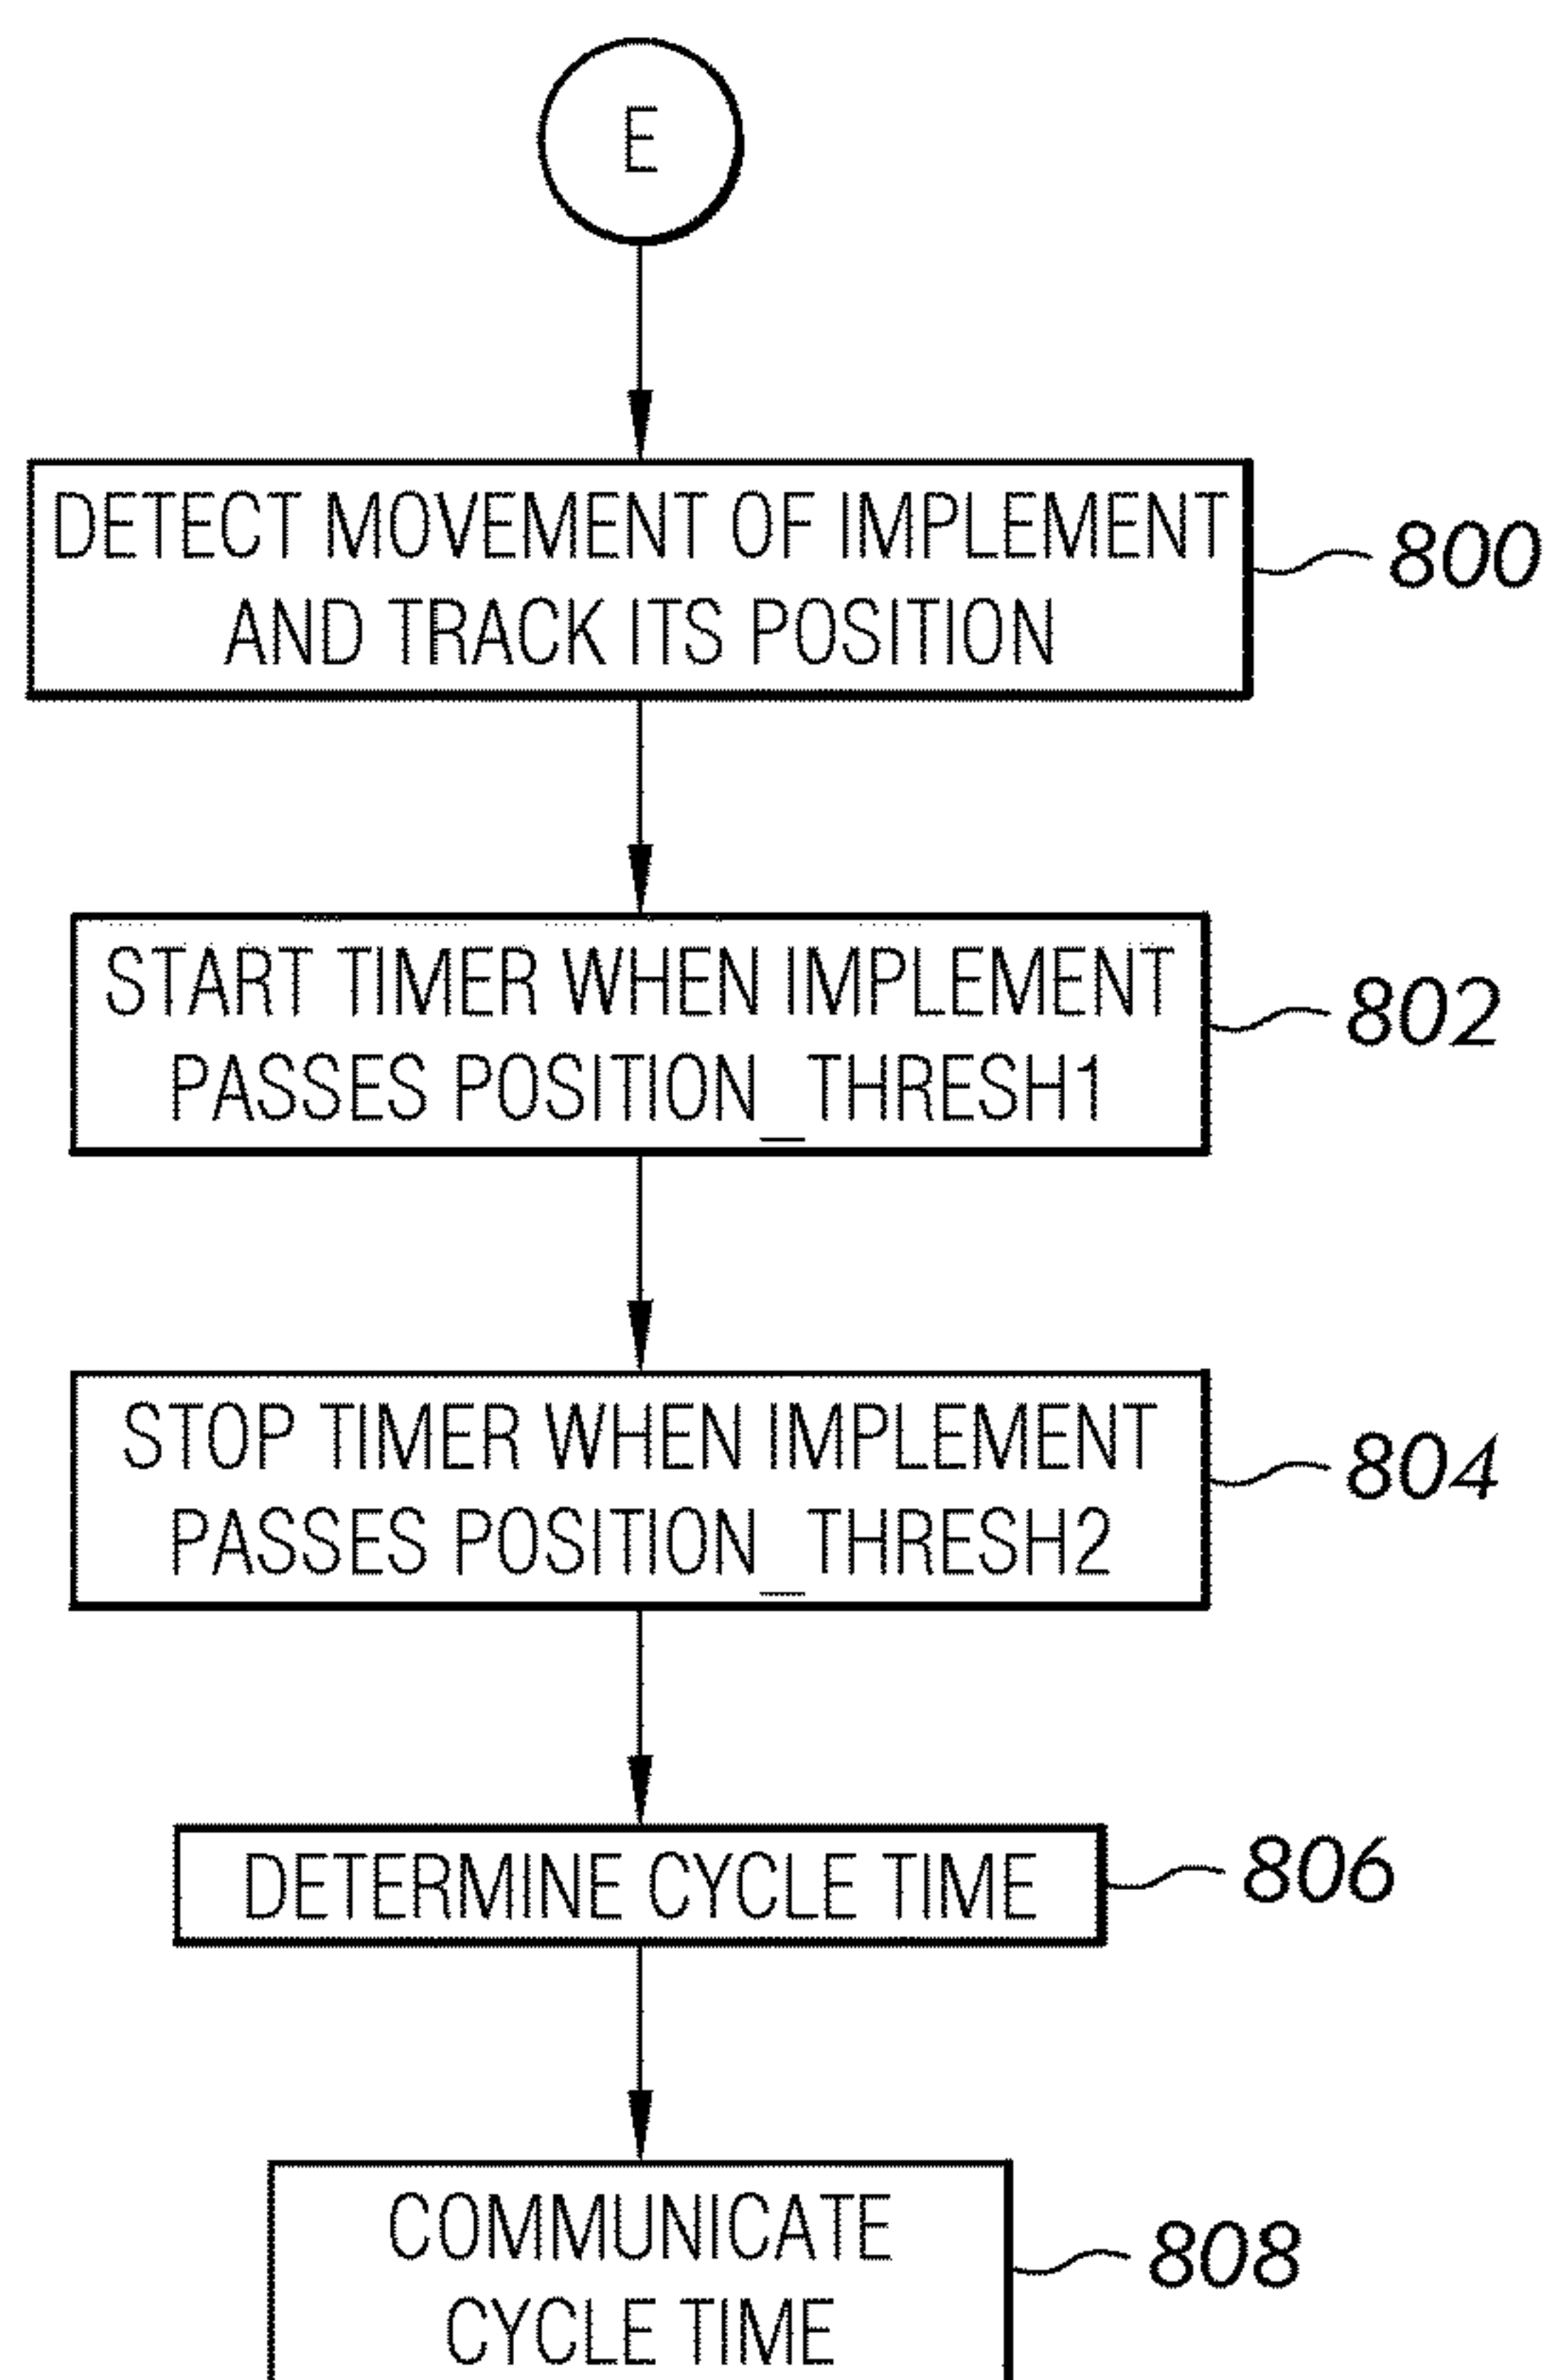 E
DETECT MOVEMENT OF IMPLEMENT
AND TRACK ITS POSITION
800
START TIMER WHEN IMPLEMENT
PASSES POSITION_THRESH1
802
STOP TIMER WHEN IMPLEMENT
PASSES POSITION_THRESH2
804
DETERMINE CYCLE TIME
806
COMMUNICATE
CYCLE TIME
808